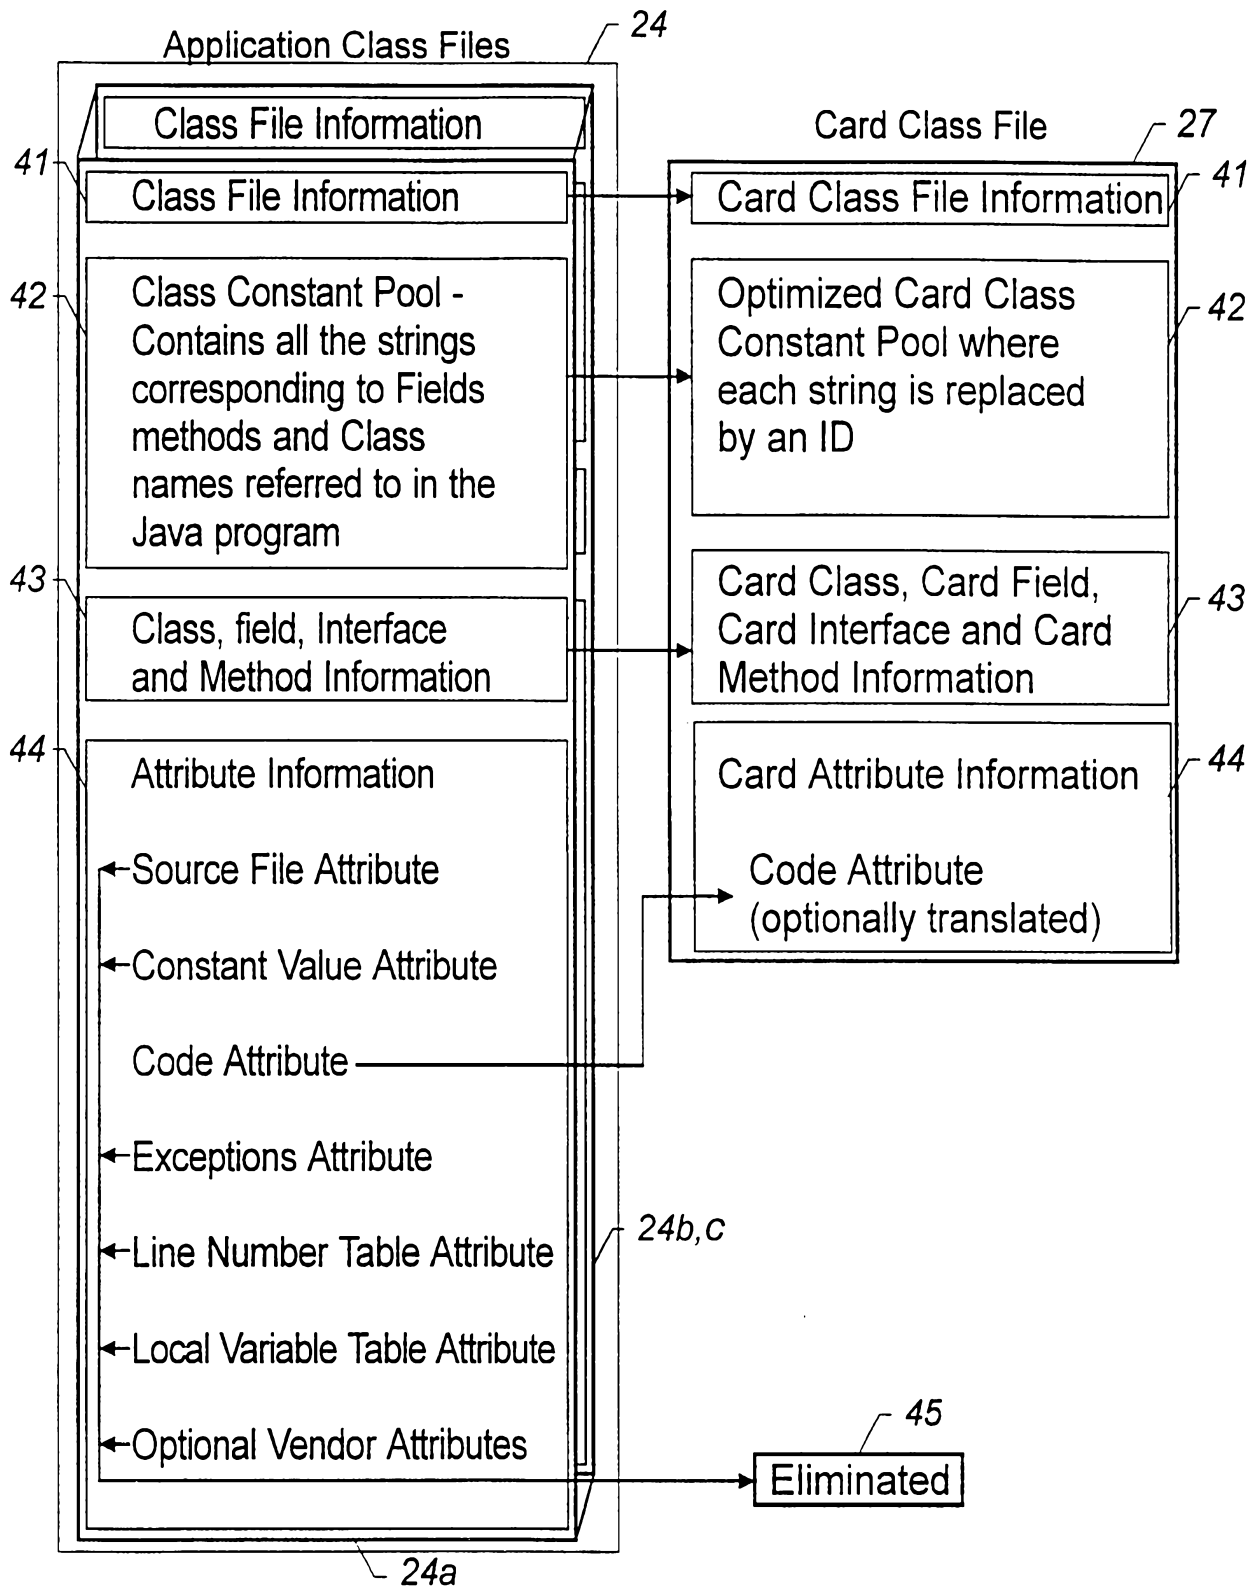 24
Application Class Files
Class File Information
41
Class File Information
42
Class Constant Pool -
Contains all the strings
corresponding to Fields
methods and Class
names referred to in the
Java program
43
Class, field, Interface
and Method Information
44
Attribute Information
Source File Attribute
Constant Value Attribute
Code Attribute
Exceptions Attribute
Line Number Table Attribute
Local Variable Table Attribute
Optional Vendor Attributes
24b,c
24a
Card Class File
27
Card Class File Information
41
Optimized Card Class
Constant Pool where
each string is replaced
by an ID
42
Card Class, Card Field,
Card Interface and Card
Method Information
43
Card Attribute Information
44
Code Attribute
(optionally translated)
45
Eliminated